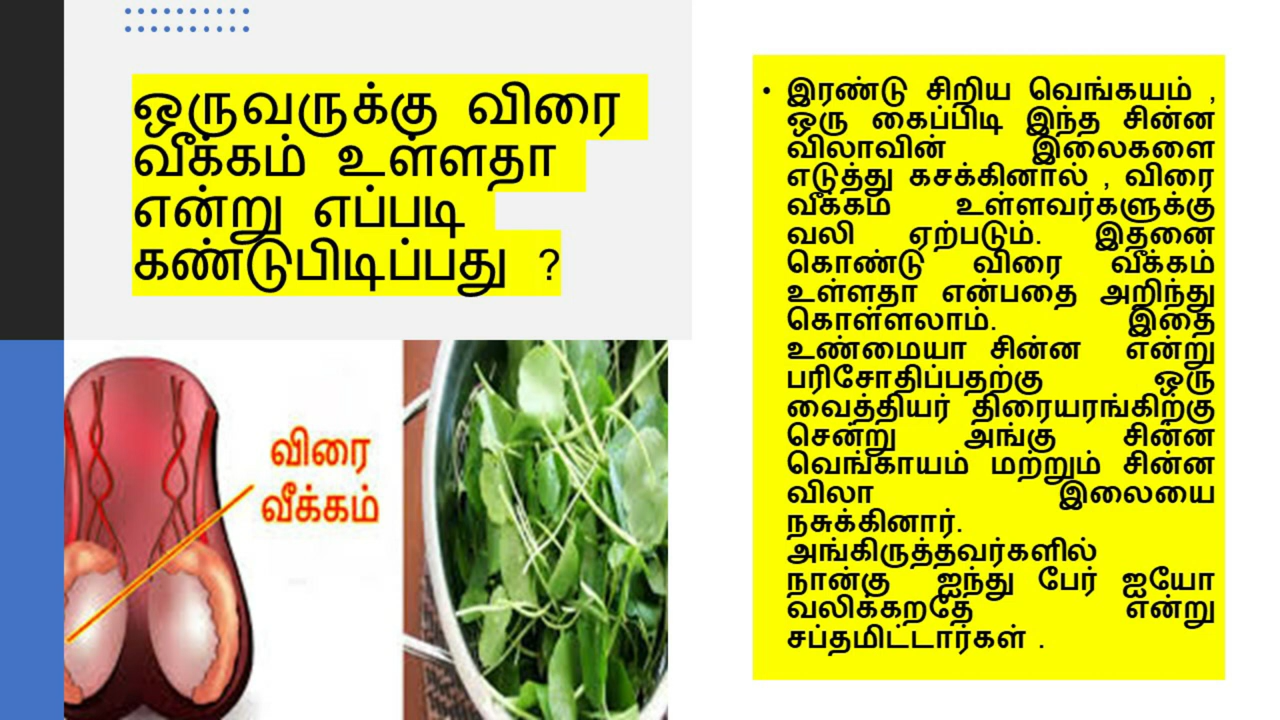 ஒருவருக்கு விரை
வீக்கம் உள்ளதா
என்று எப்படி
கண்டுபிடிப்பது ?
விரை
வீக்கம்
• இரண்டு சிறிய வெங்கயம் ,
ஒரு கைப்பிடி இந்த சின்ன
விலாவின் இலைகளை
எடுத்து கசக்கினால் , விரை
வீக்கம் உள்ளவர்களுக்கு
வலி ஏற்படும். இதனை
கொண்டு விரை வீக்கம்
உள்ளதா என்பதை அறிந்து
கொள்ளலாம். இதை
உண்மையா சின்ன என்று
பரிசோதிப்பதற்கு ஒரு
வைத்தியர் திரையரங்கிற்கு
சென்று அங்கு சின்ன
வெங்காயம் மற்றும் சின்ன
விலா இலையை
நசுக்கினார்.
அங்கிருத்தவர்களில்
நான்கு ஐந்து பேர் ஐயோ
வலிக்கறதே என்று
சப்தமிட்டார்கள் .